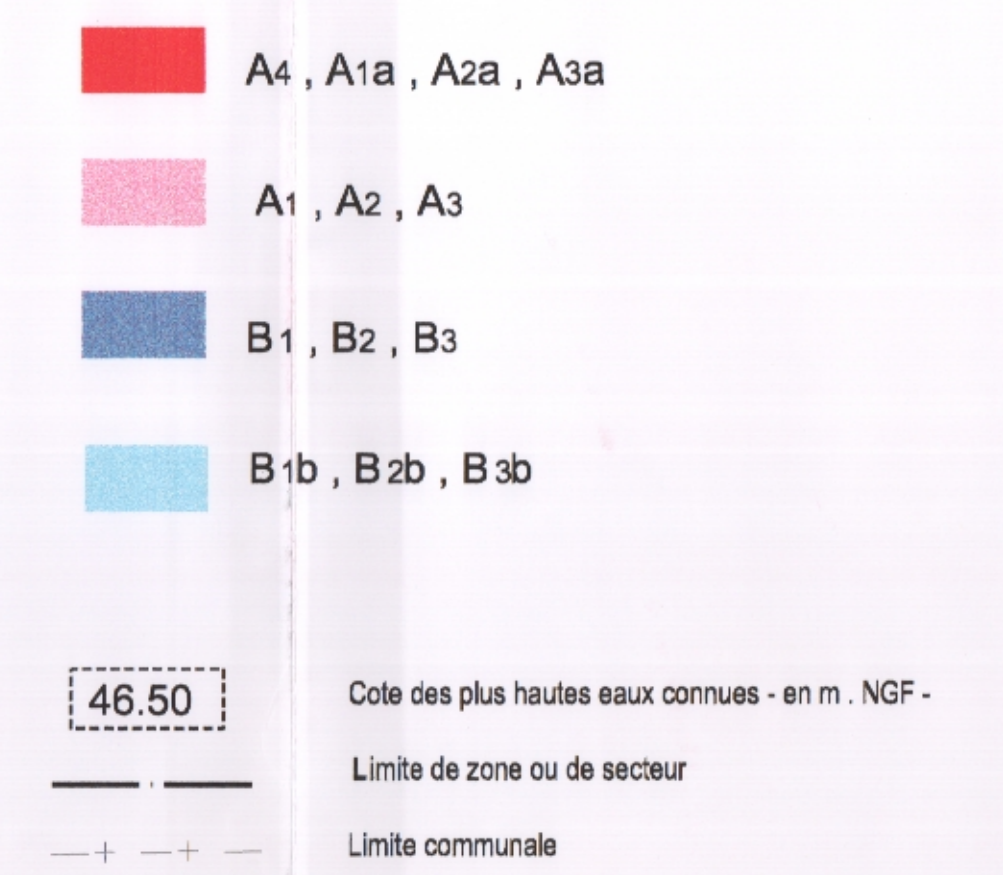 A4 , A1a , A2a , A3a
A1 , A2 , A3
B1 , B2 , B3
B1b , B2b , B3b
46.50 Cote des plus hautes eaux connues - en m . NGF -
Limite de zone ou de secteur
Limite communale